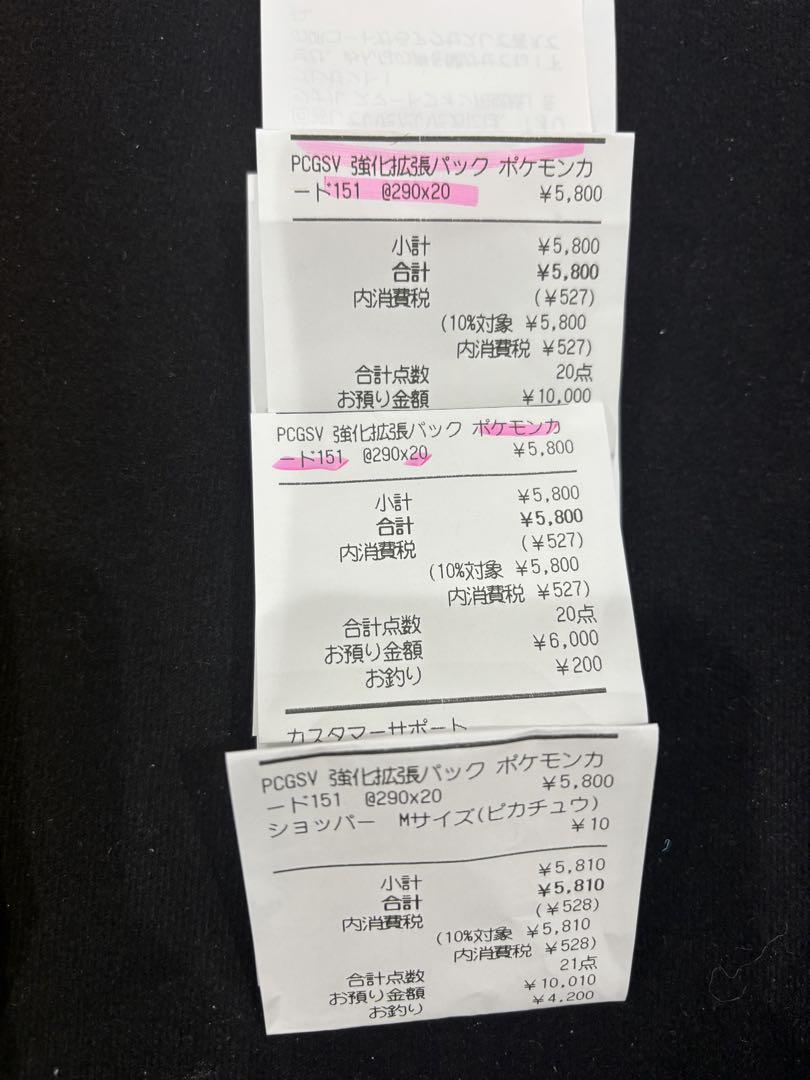 PCGSV 強化拡張パック ポケモンカ
ード151 @290x20 ¥5,800
小計 ¥5,800
合計 ¥5,800
内消費税 (¥527)
(10%対象 ¥5,800
内消費税 ¥527)
合計点数 20点
お預り金額 ¥10,000
PCGSV 強化拡張パック ポケモンカ
ード151 @290x20 ¥5,800
小計 ¥5,800
合計 ¥5,800
内消費税 (¥527)
(10%対象 ¥5,800
内消費税 ¥527)
合計点数 20点
お預り金額 ¥6,000
お釣り ¥200
カスタマーサポート
PCGSV 強化拡張パック ポケモンカ
ード151 @290x20 ¥5,800
ショッパー Mサイズ(ピカチュウ)
¥10
小計 ¥5,810
合計 ¥5,810
内消費税 (¥528)
(10%対象 ¥5,810
内消費税 ¥528)
合計点数 21点
お預り金額 ¥10,010
お釣り ¥4,200